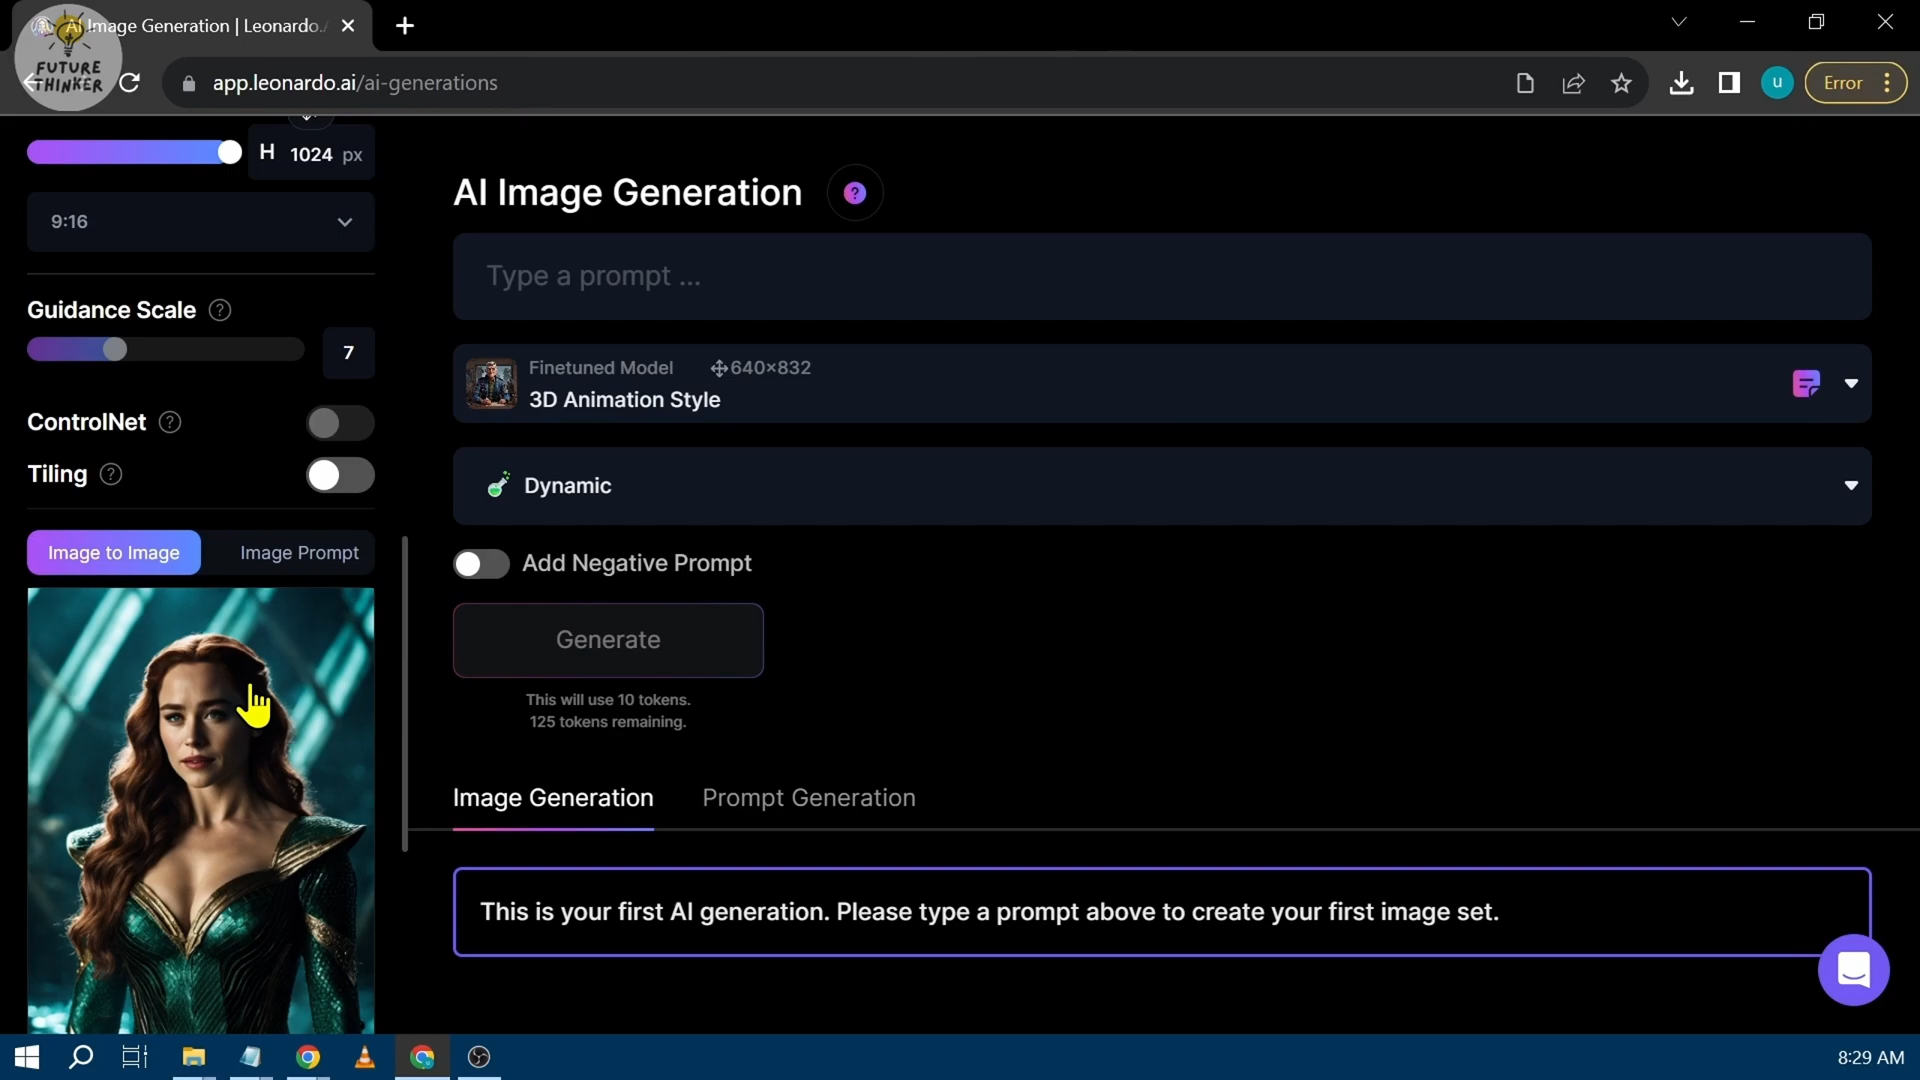 AI Image Generation | Leonardo.A
FUTURE
THINKER
app.leonardo.ai/ai-generations
u
Error
H 1024 px
9:16
Guidance Scale ?
7
ControlNet ?
Tiling ?
Image to Image
Image Prompt
AI Image Generation ?
Type a prompt ...
Finetuned Model 640×832
3D Animation Style
Dynamic
Add Negative Prompt
Generate
This will use 10 tokens.
125 tokens remaining.
Image Generation
Prompt Generation
This is your first AI generation. Please type a prompt above to create your first image set.
8:29 AM